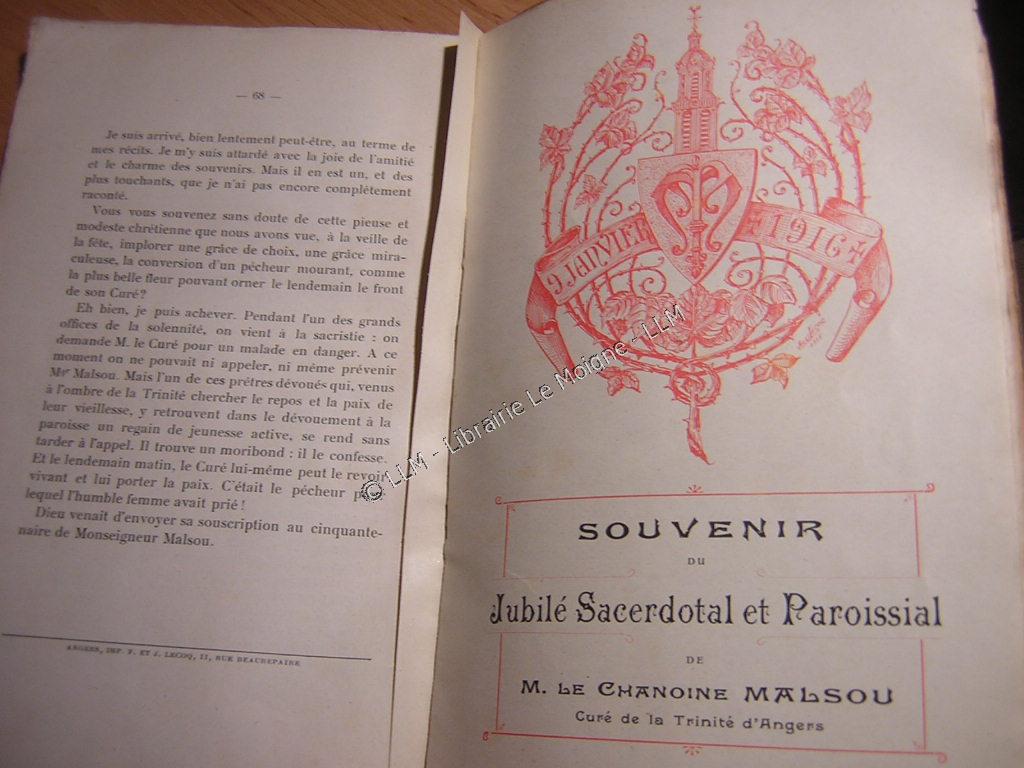 — 68 —
Je suis arrivé, bien lentement peut-être, au terme de
mes récits. Je m'y suis attardé avec la joie de l'amitié
et le charme des souvenirs. Mais il en est un, et des
plus touchants, que je n'ai pas encore complètement
raconté.
Vous vous souvenez sans doute de cette pieuse et
modeste chrétienne que nous avons vue, à la veille de
la fête, implorer une grâce de choix, une grâce mira-
culeuse, la conversion d'un pécheur mourant, comme
la plus belle fleur pouvant orner le lendemain le front
de son Curé?
Eh bien, je puis achever. Pendant l'un des grands
offices de la solennité, on vient à la sacristie : on
demande M. le Curé pour un malade en danger. A ce
moment on ne pouvait ni appeler, ni même prévenir
Mgr Malsou. Mais l'un de ces prêtres dévoués qui, venus
à l'ombre de la Trinité chercher le repos et la paix de
leur vieillesse, y retrouvent dans le dévouement à la
paroisse un regain de jeunesse active, se rend sans
tarder à l'appel. Il trouve un moribond : il le confesse.
Et le lendemain matin, le Curé lui-même peut le revoir
vivant et lui porter la paix. C'était le pécheur pour
lequel l'humble femme avait prié !
Dieu venait d'envoyer sa souscription au cinquante-
naire de Monseigneur Malsou.
ANGERS, IMP. F. ET J. LECOQ, 11, RUE BEAUREPAIRE
9 JANVIER 1916
SOUVENIR
DU
Jubilé Sacerdotal et Paroissial
DE
M. LE CHANOINE MALSOU
Curé de la Trinité d'Angers
© LLM - Librairie Le Moigne - LLM